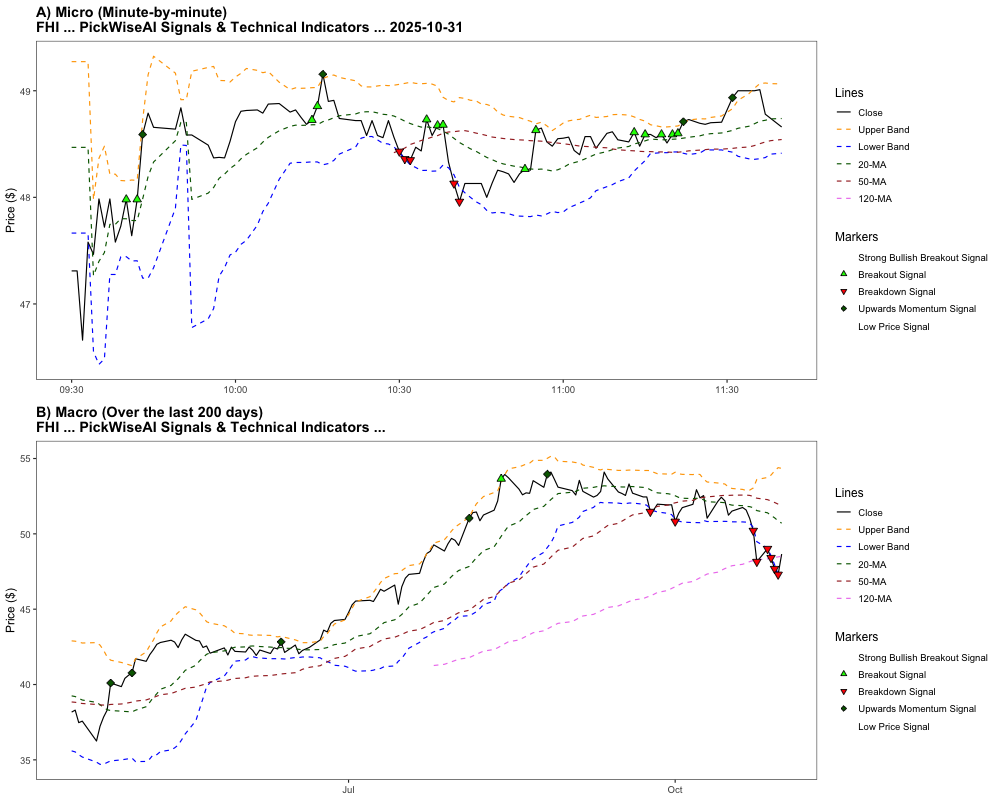 A) Micro (Minute-by-minute)
FHI ... PickWiseAI Signals & Technical Indicators ... 2025-10-31
Price ($)
49
48
47
09:30
10:00
10:30
11:00
11:30
Lines
Close
Upper Band
Lower Band
20-MA
50-MA
120-MA
Markers
Strong Bullish Breakout Signal
Breakout Signal
Breakdown Signal
Upwards Momentum Signal
Low Price Signal
B) Macro (Over the last 200 days)
FHI ... PickWiseAI Signals & Technical Indicators ...
Price ($)
55
50
45
40
35
Jul
Oct
Lines
Close
Upper Band
Lower Band
20-MA
50-MA
120-MA
Markers
Strong Bullish Breakout Signal
Breakout Signal
Breakdown Signal
Upwards Momentum Signal
Low Price Signal